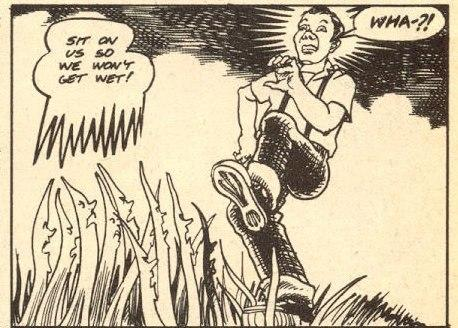 SIT ON
US SO
WE WON'T
GET WET!
WHA-?!